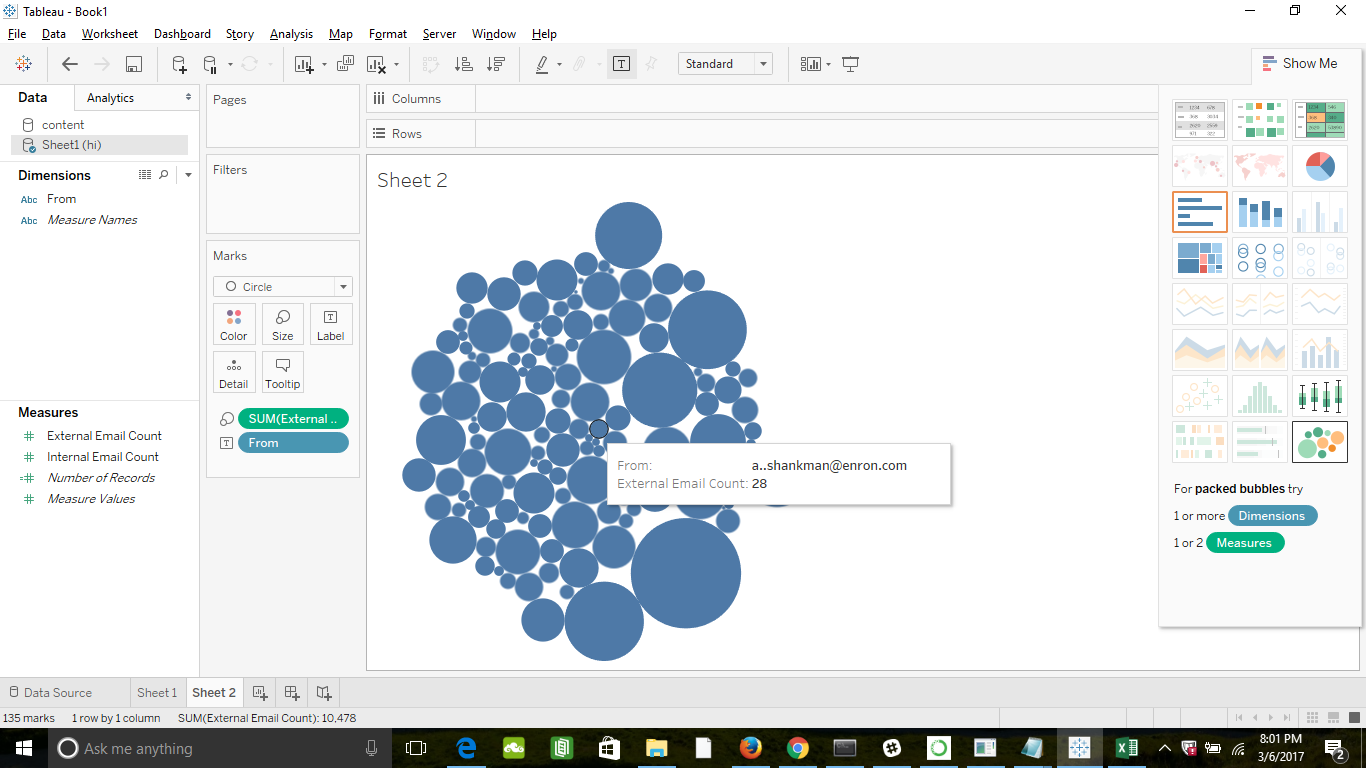 Tableau - Book1
File Data Worksheet Dashboard Story Analysis Map Format Server Window Help
Standard
Show Me
Data Analytics
content
Sheet1 (hi)
Dimensions
Abc From
Abc Measure Names
Measures
External Email Count
Internal Email Count
Number of Records
Measure Values
Pages
Filters
Marks
Circle
Color Size Label
Detail Tooltip
SUM(External ..
From
Columns
Rows
Sheet 2
From: a..shankman@enron.com
External Email Count: 28
For packed bubbles try
1 or more Dimensions
1 or 2 Measures
Data Source Sheet 1 Sheet 2
135 marks 1 row by 1 column SUM(External Email Count): 10,478
Ask me anything
8:01 PM
3/6/2017
2